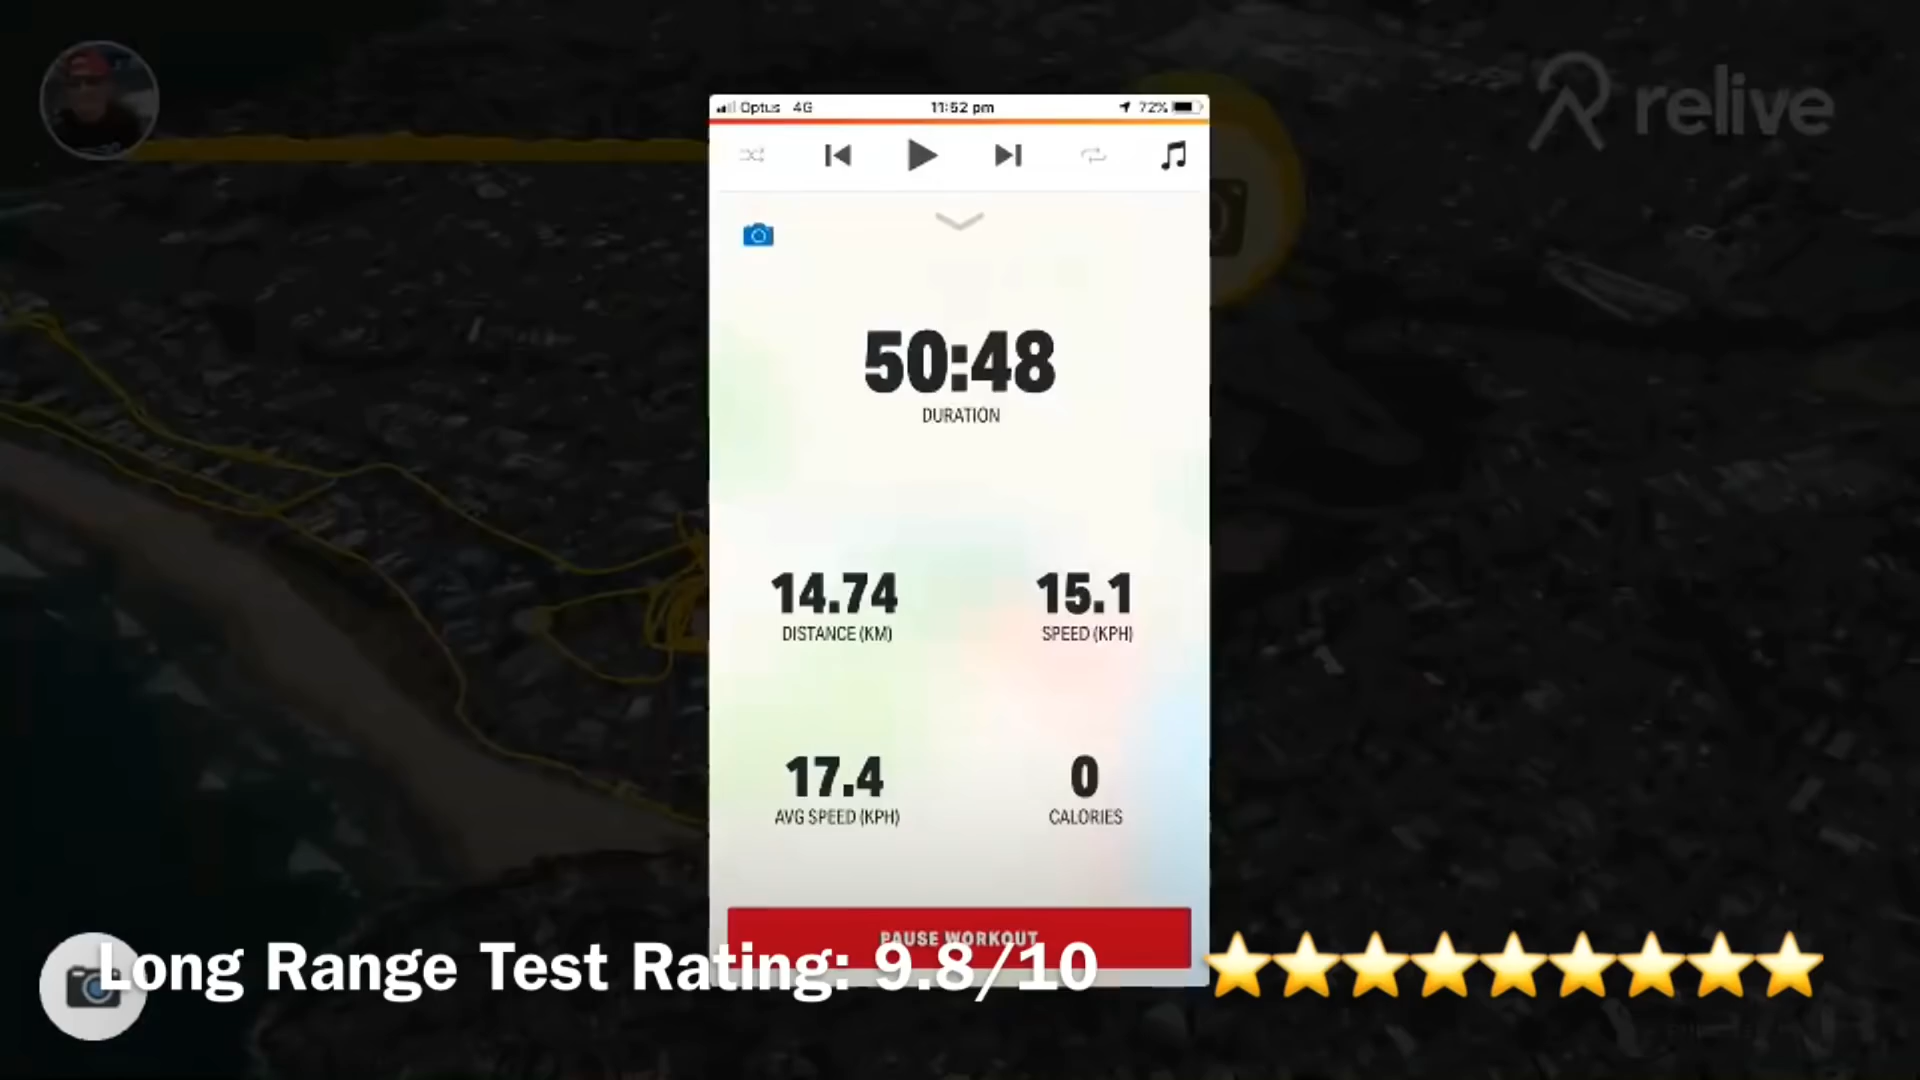 Optus 4G 11:52 pm 72%
relive
50:48
DURATION
14.74 15.1
DISTANCE (KM) SPEED (KPH)
17.4 0
AVG SPEED (KPH) CALORIES
PAUSE WORKOUT
Long Range Test Rating: 9.8/10